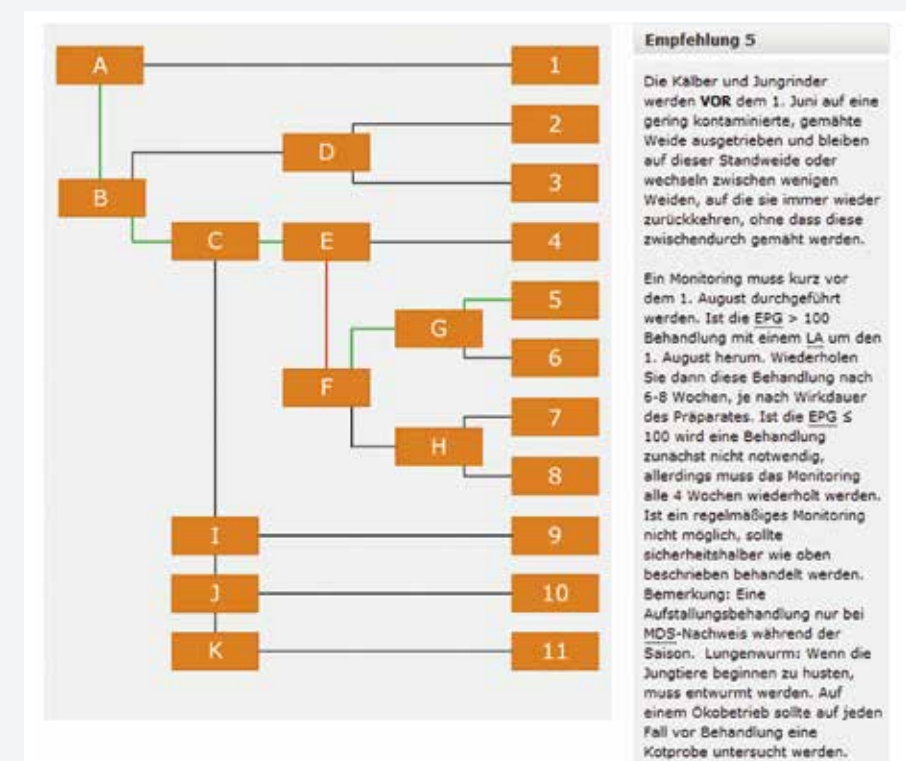 A
1
2
D
3
B
C
E
4
5
G
6
F
7
H
8
I
9
J
10
K
11
Empfehlung 5
Die Kälber und Jungrinder
werden VOR dem 1. Juni auf eine
gering kontaminierte, gemähte
Weide ausgetrieben und bleiben
auf dieser Standweide oder
wechseln zwischen wenigen
Weiden, auf die sie immer wieder
zurückkehren, ohne dass diese
zwischendurch gemäht werden.
Ein Monitoring muss kurz vor
dem 1. August durchgeführt
werden. Ist die EPG > 100
Behandlung mit einem LA um den
1. August herum. Wiederholen
Sie dann diese Behandlung nach
6-8 Wochen, je nach Wirkdauer
des Präparates. Ist die EPG ≤
100 wird eine Behandlung
zunächst nicht notwendig,
allerdings muss das Monitoring
alle 4 Wochen wiederholt werden.
Ist ein regelmäßiges Monitoring
nicht möglich, sollte
sicherheitshalber wie oben
beschrieben behandelt werden.
Bemerkung: Eine
Aufstallungsbehandlung nur bei
MDS-Nachweis während der
Saison. Lungenwurm: Wenn die
Jungtiere beginnen zu husten,
muss entwurmt werden. Auf
einem Ökobetrieb sollte auf jeden
Fall vor Behandlung eine
Kotprobe untersucht werden.